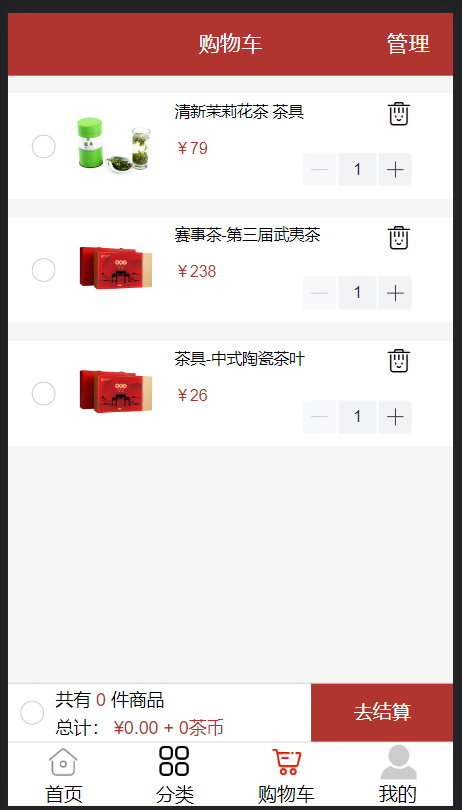 购物车 管理
清新茉莉花茶 茶具
￥79
1
赛事茶-第三届武夷茶
￥238
1
茶具-中式陶瓷茶叶
￥26
1
共有 0 件商品
总计： ¥0.00 + 0茶币
去结算
首页 分类 购物车 我的